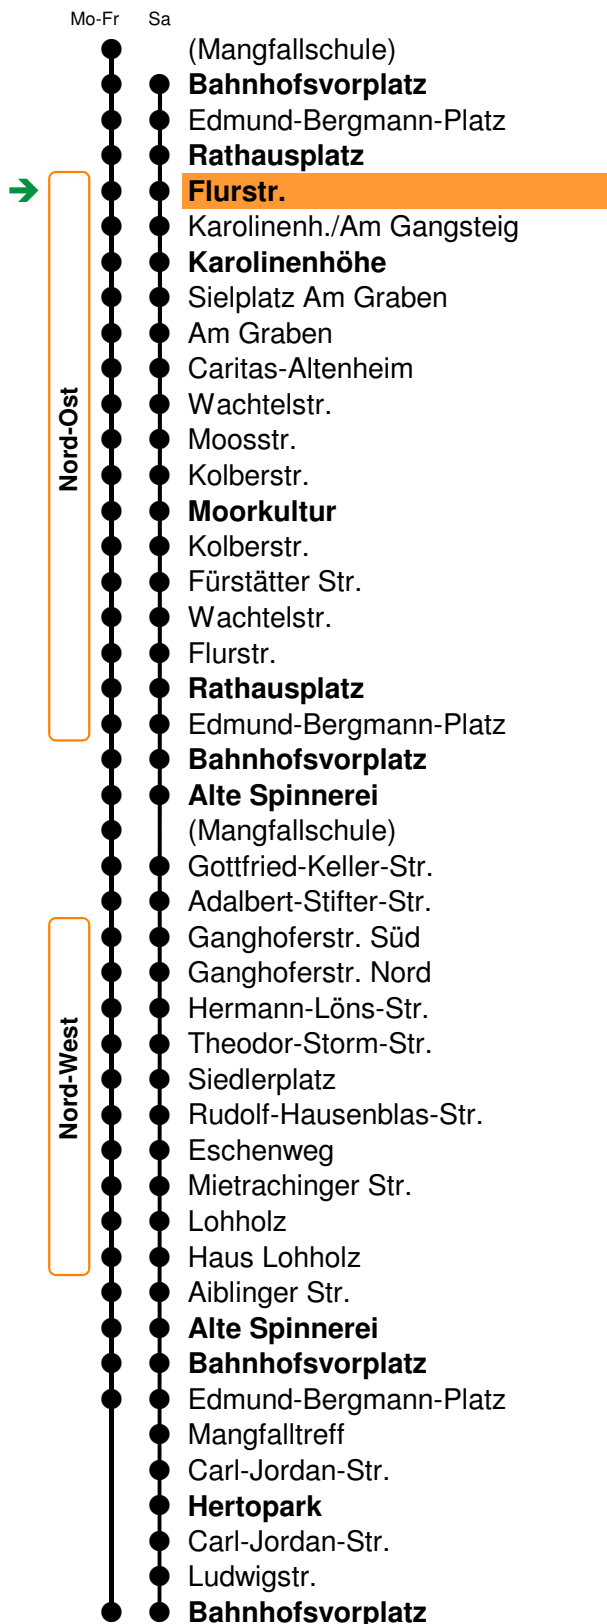 Mo-Fr Sa
(Mangfallschule)
Bahnhofsvorplatz
Edmund-Bergmann-Platz
Rathausplatz
Flurstr.
Karolinenh./Am Gangsteig
Karolinenhöhe
Sielplatz Am Graben
Am Graben
Caritas-Altenheim
Wachtelstr.
Moosstr.
Kolberstr.
Moorkultur
Kolberstr.
Fürstätter Str.
Wachtelstr.
Flurstr.
Rathausplatz
Edmund-Bergmann-Platz
Nord-Ost
Bahnhofsvorplatz
Alte Spinnerei
(Mangfallschule)
Gottfried-Keller-Str.
Adalbert-Stifter-Str.
Ganghoferstr. Süd
Ganghoferstr. Nord
Hermann-Löns-Str.
Theodor-Storm-Str.
Siedlerplatz
Rudolf-Hausenblas-Str.
Eschenweg
Mietrachinger Str.
Lohholz
Haus Lohholz
Nord-West
Aiblinger Str.
Alte Spinnerei
Bahnhofsvorplatz
Edmund-Bergmann-Platz
Mangfalltreff
Carl-Jordan-Str.
Hertopark
Carl-Jordan-Str.
Ludwigstr.
Bahnhofsvorplatz